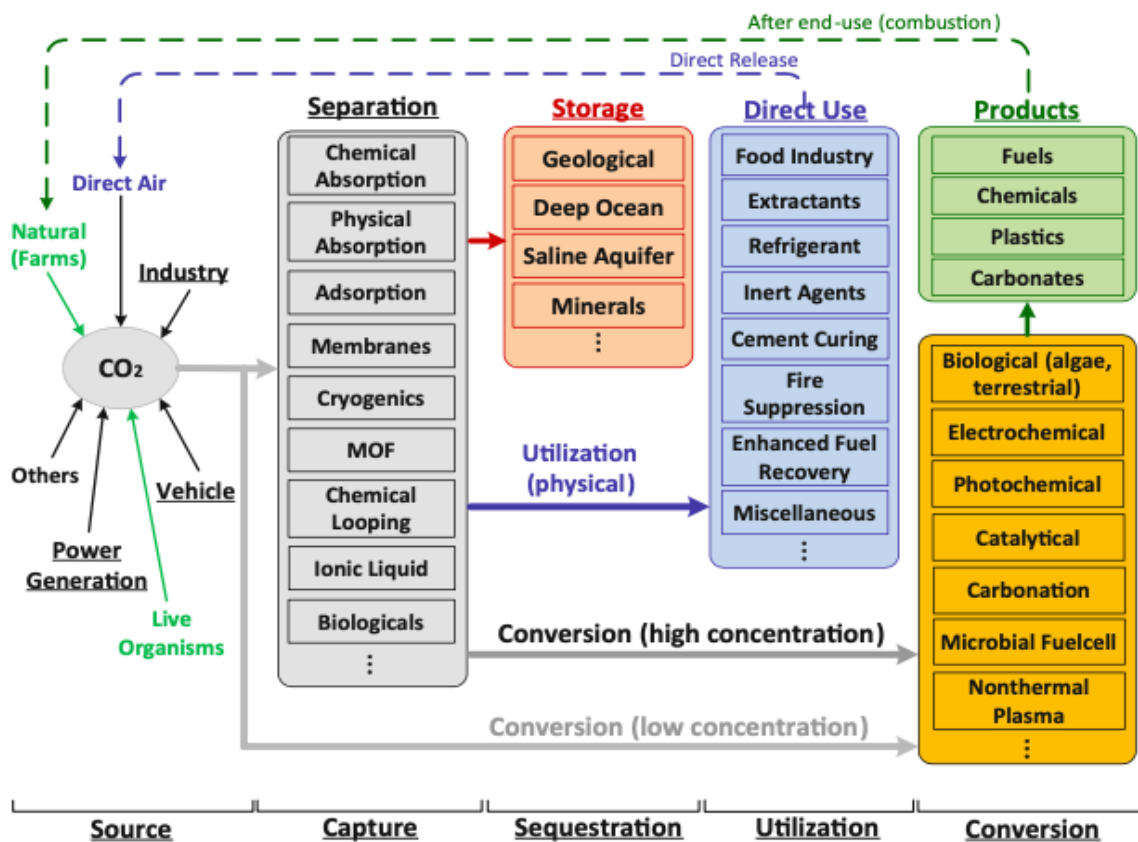 After end-use (combustion)
Direct Release
Separation
Storage
Direct Use
Products
Direct Air
Natural
(Farms)
Industry
CO₂
Others
Vehicle
Power
Generation
Live
Organisms
Chemical
Absorption
Physical
Absorption
Adsorption
Membranes
Cryogenics
MOF
Chemical
Looping
Ionic Liquid
Biologicals
⋮
Geological
Deep Ocean
Saline Aquifer
Minerals
⋮
Utilization
(physical)
Food Industry
Extractants
Refrigerant
Inert Agents
Cement Curing
Fire
Suppression
Enhanced Fuel
Recovery
Miscellaneous
⋮
Fuels
Chemicals
Plastics
Carbonates
Biological (algae,
terrestrial)
Electrochemical
Photochemical
Catalytical
Carbonation
Microbial Fuelcell
Nonthermal
Plasma
⋮
Conversion (high concentration)
Conversion (low concentration)
Source
Capture
Sequestration
Utilization
Conversion